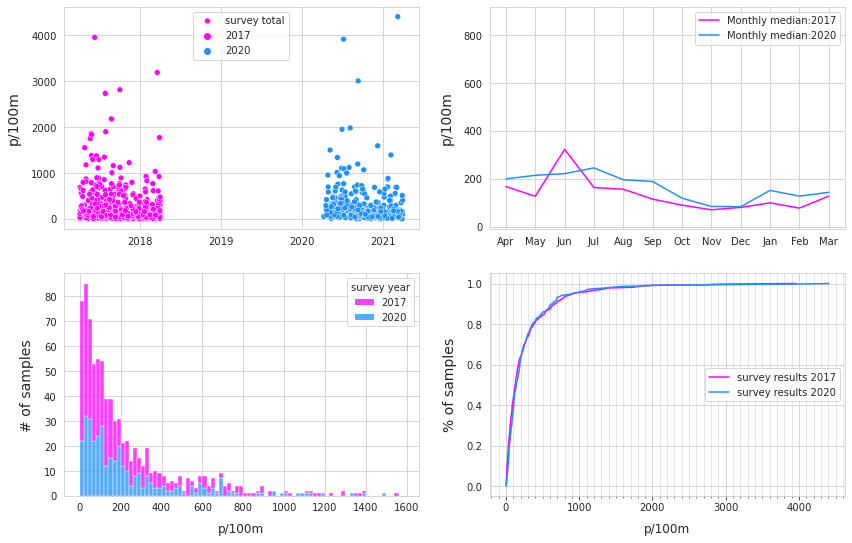 survey total
2017
2020
4000
3000
2000
1000
0
p/100m
2018 2019 2020 2021
Monthly median:2017
Monthly median:2020
800
600
400
200
0
p/100m
Apr May Jun Jul Aug Sep Oct Nov Dec Jan Feb Mar
survey year
2017
2020
80
70
60
50
40
30
20
10
0
# of samples
0 200 400 600 800 1000 1200 1400 1600
p/100m
1.0
0.8
0.6
0.4
0.2
0.0
% of samples
survey results 2017
survey results 2020
0 1000 2000 3000 4000
p/100m